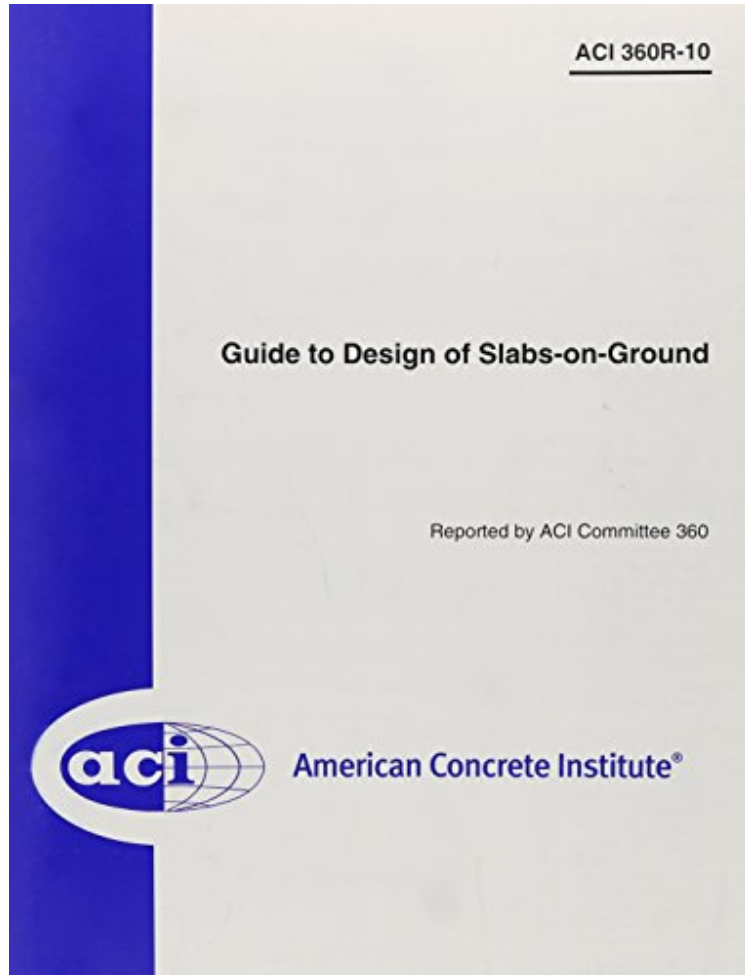 ACI 360R-10
Guide to Design of Slabs-on-Ground
Reported by ACI Committee 360
aci
American Concrete Institute®